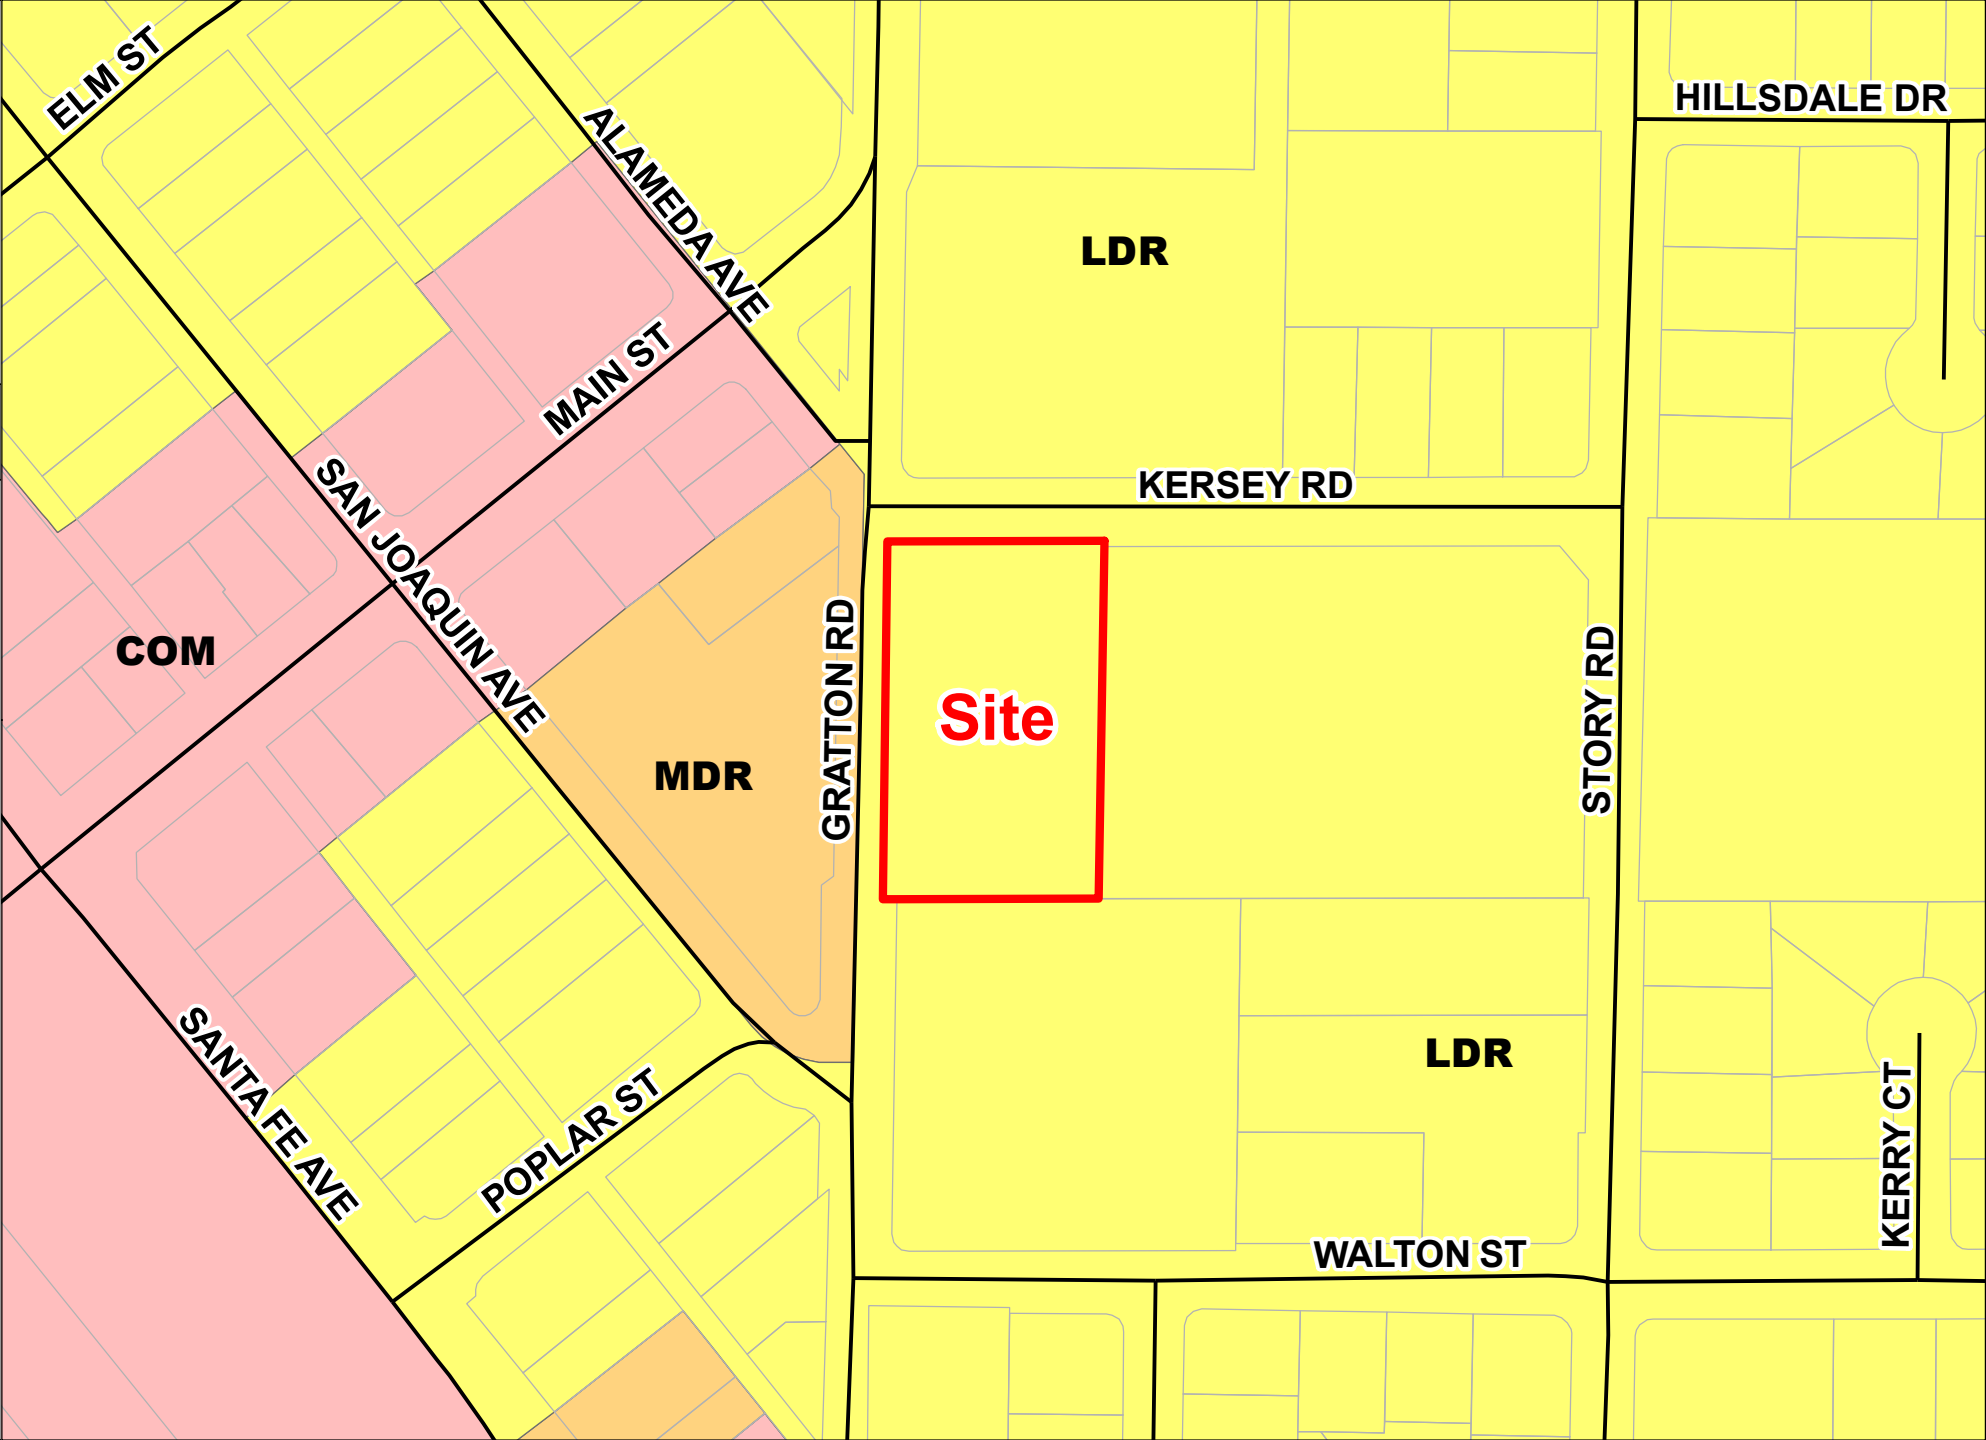 ELM ST
HILLSDALE DR
ALAMEDA AVE
LDR
MAIN ST
KERSEY RD
SAN JOAQUIN AVE
COM
GRATTON RD
Site
STORY RD
MDR
LDR
SANTA FE AVE
POPLAR ST
KERRY CT
WALTON ST